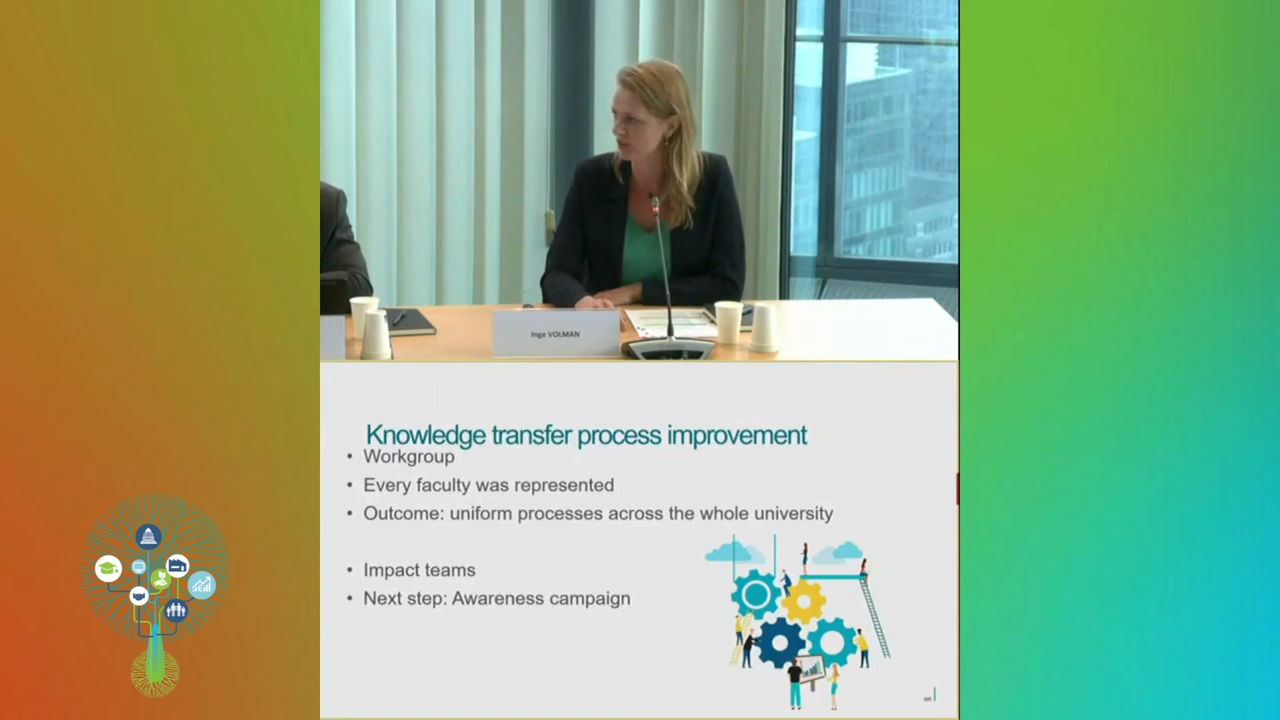 Inge VOLMAN
Knowledge transfer process improvement
• Workgroup
• Every faculty was represented
• Outcome: uniform processes across the whole university
• Impact teams
• Next step: Awareness campaign